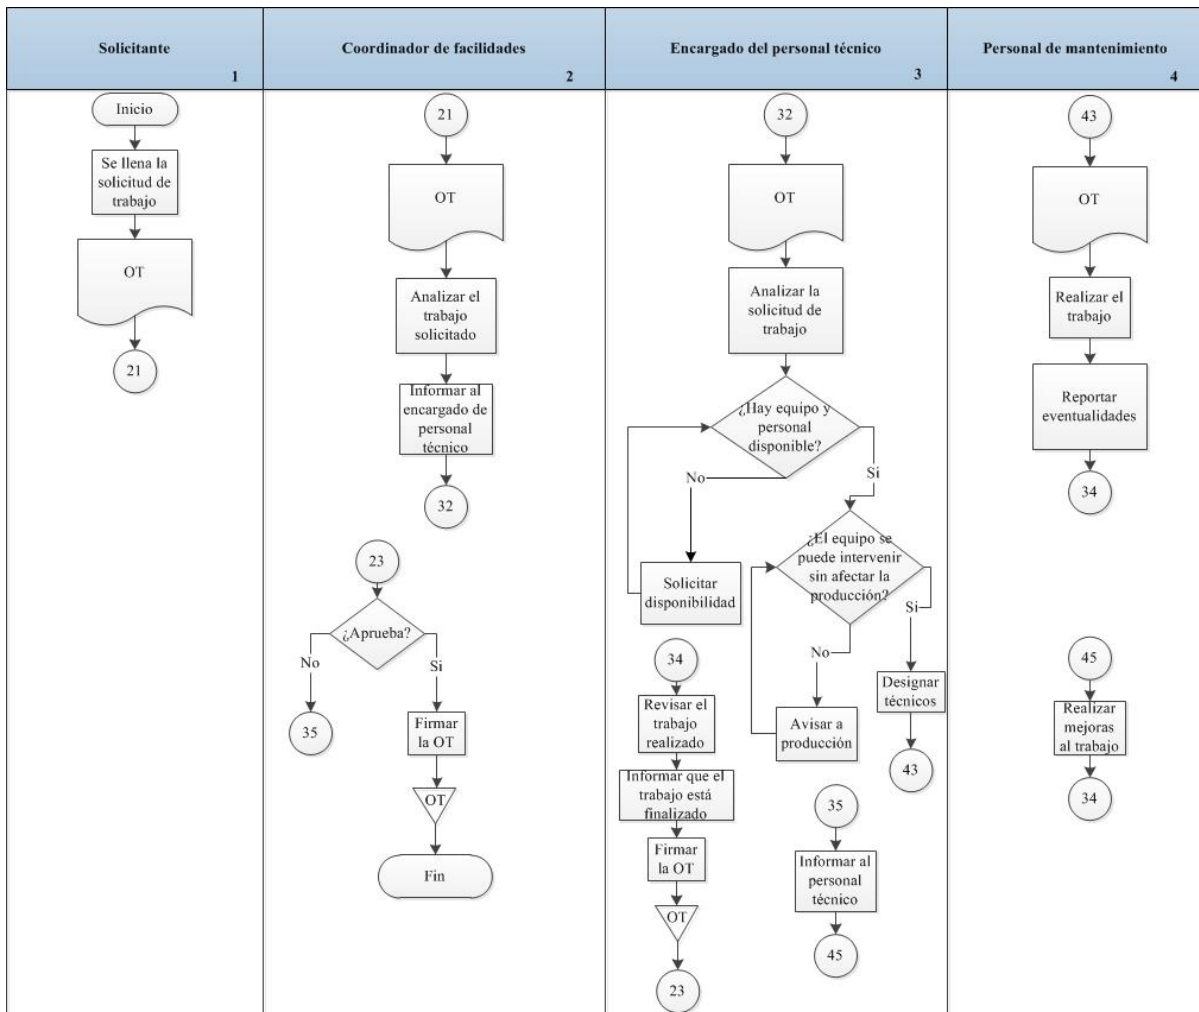 Solicitante
1
Coordinador de facilidades
2
Encargado del personal técnico
3
Personal de mantenimiento
4
Inicio
Se llena la
solicitud de
trabajo
OT
21
21
OT
Analizar el
trabajo
solicitado
Informar al
encargado de
personal
técnico
32
23
¿Aprueba?
No
Si
35
Firmar
la OT
OT
Fin
32
OT
Analizar la
solicitud de
trabajo
¿Hay equipo y
personal
disponible?
No
Si
Solicitar
disponibilidad
¿El equipo se
puede intervenir
sin afectar la
producción?
Si
No
Designar
técnicos
43
Avisar a
producción
34
Revisar el
trabajo
realizado
Informar que el
trabajo está
finalizado
Firmar
la OT
OT
23
35
Informar al
personal
técnico
45
43
OT
Realizar el
trabajo
Reportar
eventualidades
34
45
Realizar
mejoras
al trabajo
34